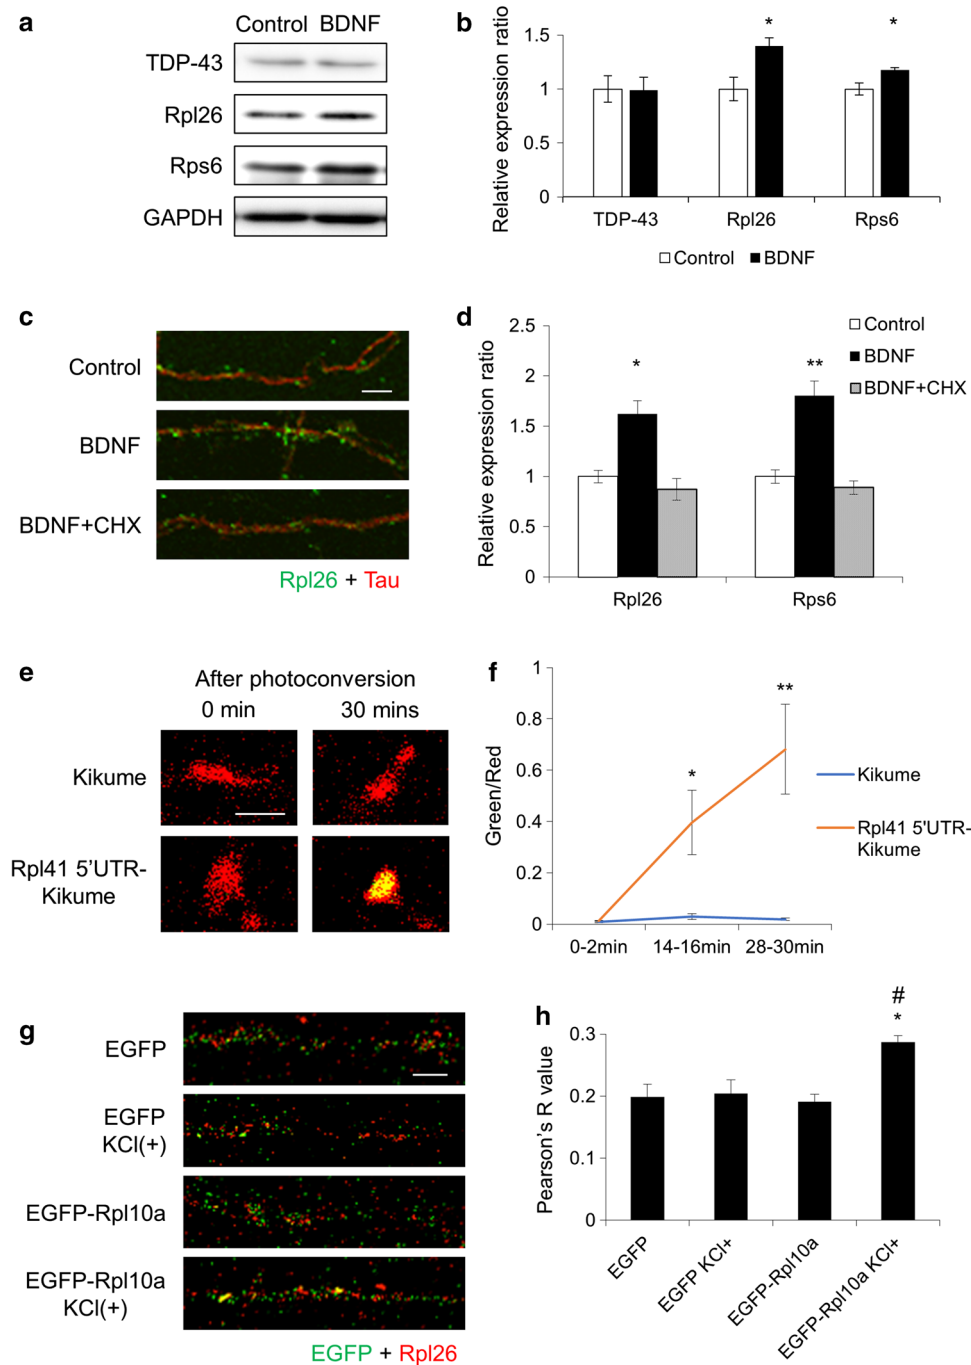 a
Control BDNF
TDP-43
Rpl26
Rps6
GAPDH
b
Relative expression ratio
1.5
1
0.5
0
*
*
TDP-43 Rpl26 Rps6
Control BDNF
c
Control
BDNF
BDNF+CHX
Rpl26 + Tau
d
Relative expression ratio
2.5
2
1.5
1
0.5
0
*
**
Control
BDNF
BDNF+CHX
Rpl26 Rps6
e
After photoconversion
0 min 30 mins
Kikume
Rpl41 5’UTR-
Kikume
f
Green/Red
1
0.8
0.6
0.4
0.2
0
*
**
0-2min 14-16min 28-30min
Kikume
Rpl41 5'UTR-
Kikume
g
EGFP
EGFP
KCl(+)
EGFP-Rpl10a
EGFP-Rpl10a
KCl(+)
EGFP + Rpl26
h
Pearson’s R value
0.3
0.2
0.1
0
#
*
EGFP
EGFP KCl+
EGFP-Rpl10a
EGFP-Rpl10a KCl+